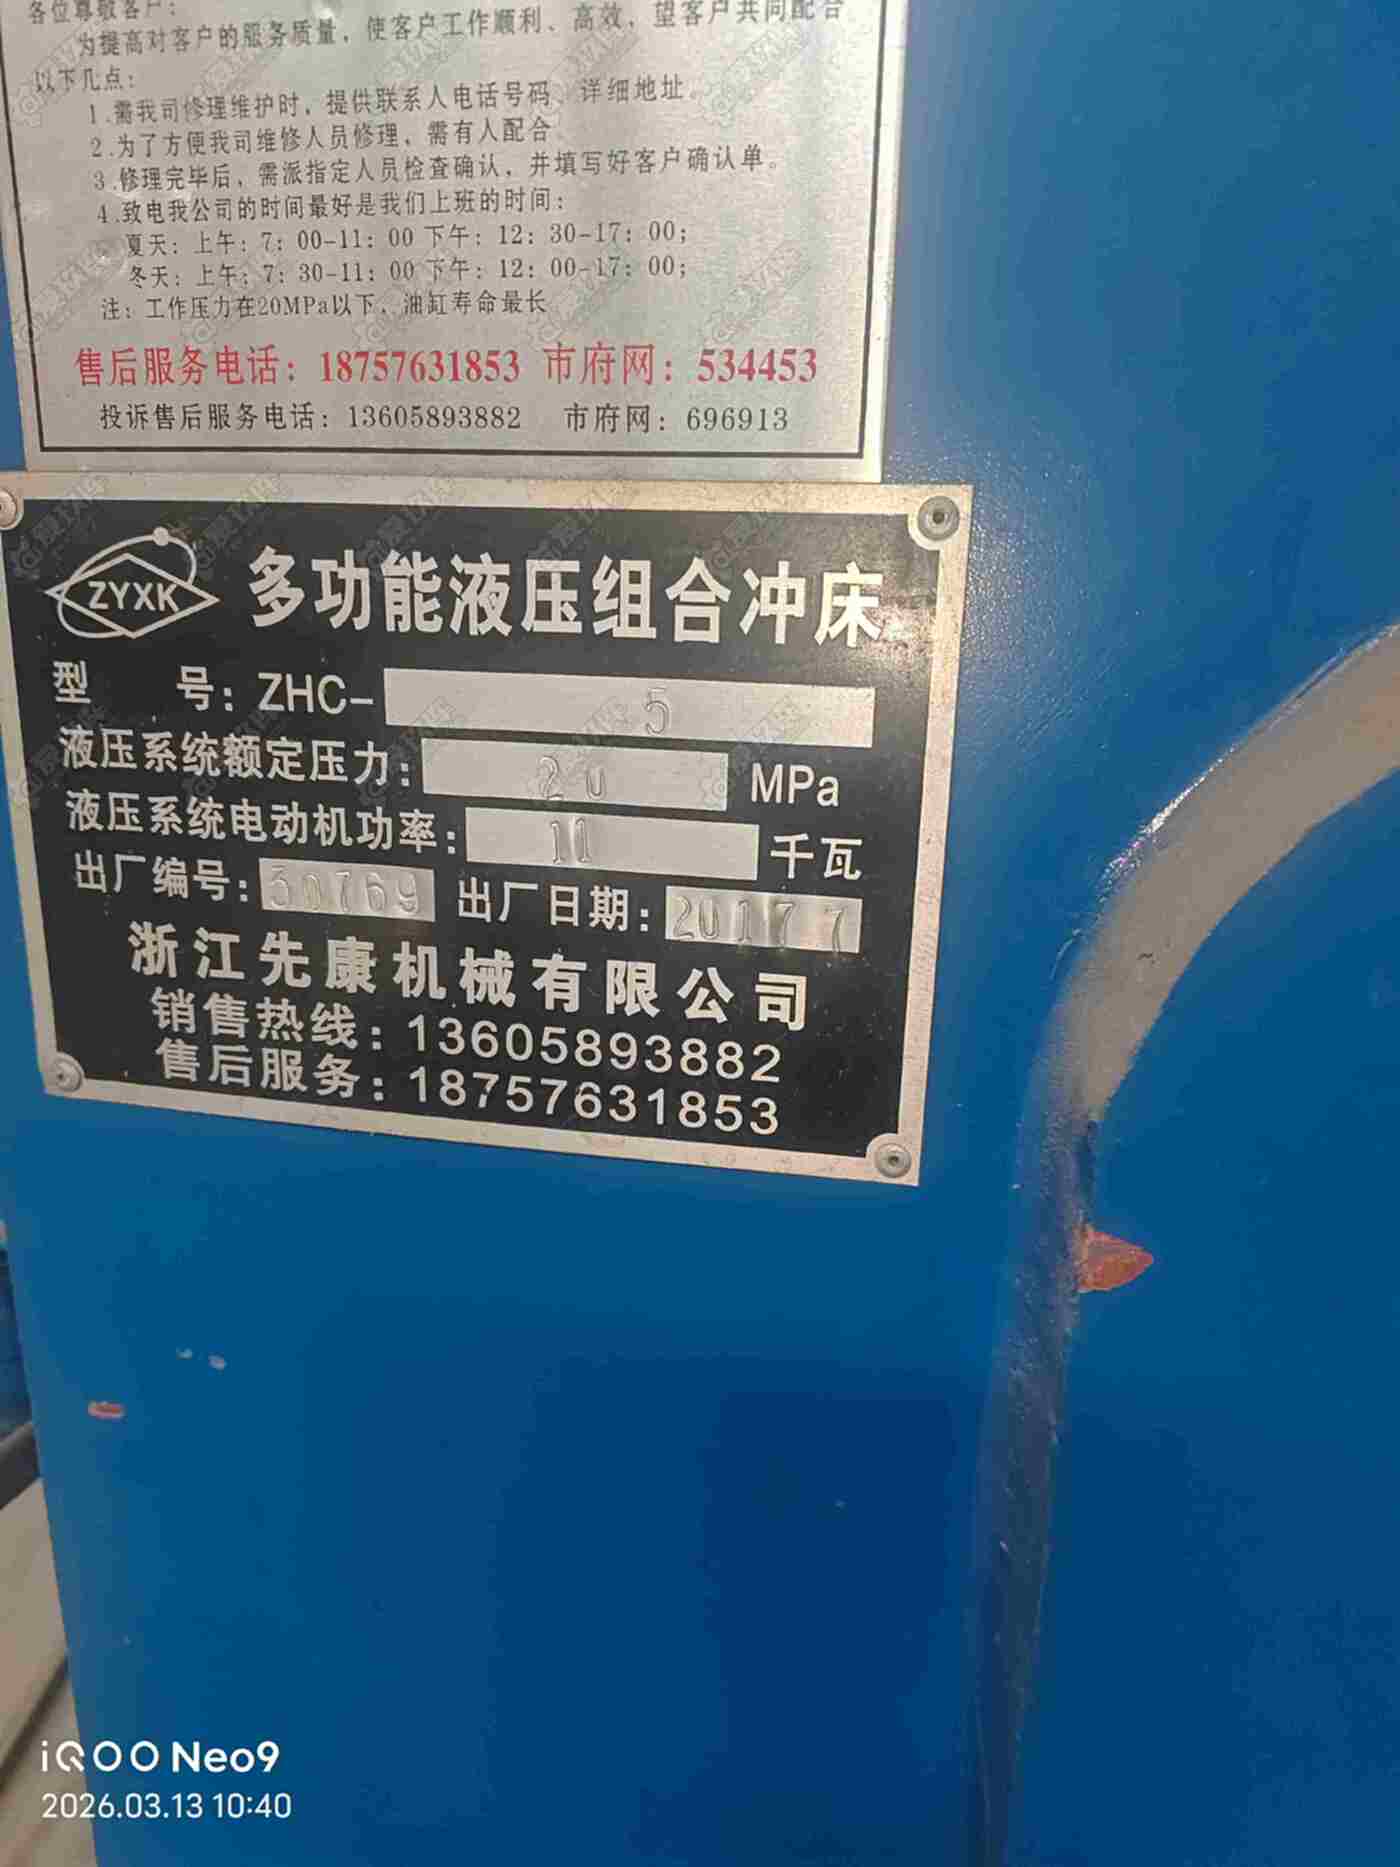 各位尊敬客户：
为提高对客户的服务质量，使客户工作顺利、高效，望客户共同配合
以下几点：
1.需我司修理维护时，提供联系人电话号码、详细地址。
2.为了方便我司维修人员修理，需有人配合
3.修理完毕后，需派指定人员检查确认，并填写好客户确认单。
4.致电我公司的时间最好是我们上班的时间：
夏天：上午：7：00-11：00 下午：12：30-17：00；
冬天：上午：7：30-11：00 下午：12：00-17：00；
注：工作压力在20MPa以下，油缸寿命最长
售后服务电话：18757631853 市府网：534453
投诉售后服务电话：13605893882 市府网：696913
ZYXK 多功能液压组合冲床
型 号：ZHC- 5
液压系统额定压力：20 MPa
液压系统电动机功率：11 千瓦
出厂编号：30769 出厂日期：2017 7
浙江先康机械有限公司
销售热线：13605893882
售后服务：18757631853
iQOO Neo9
2026.03.13 10:40